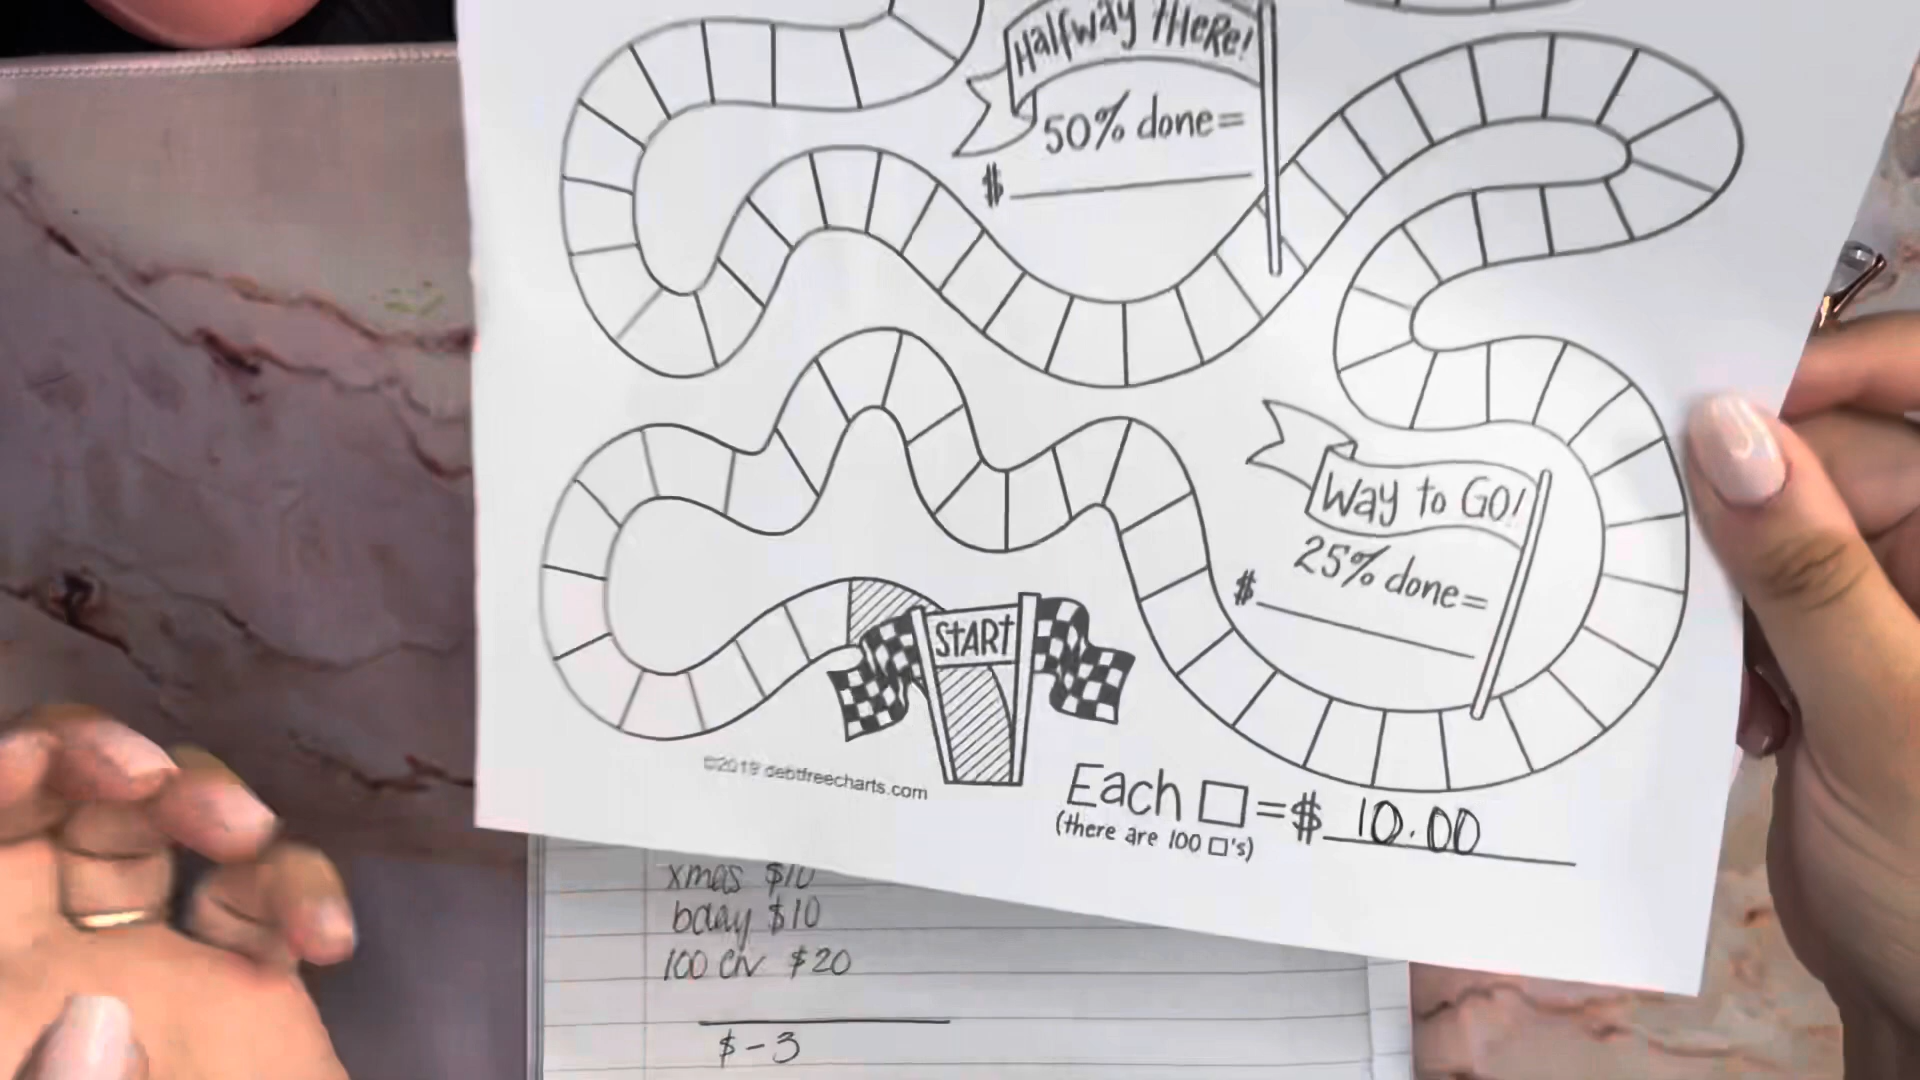 Halfway there!
50% done=
$
Way to Go!
25% done=
$
START
©2019 debtfreecharts.com
Each □ = $ 10.00
(there are 100 □'s)
xmas $10
bday $10
100 env $20
$-3